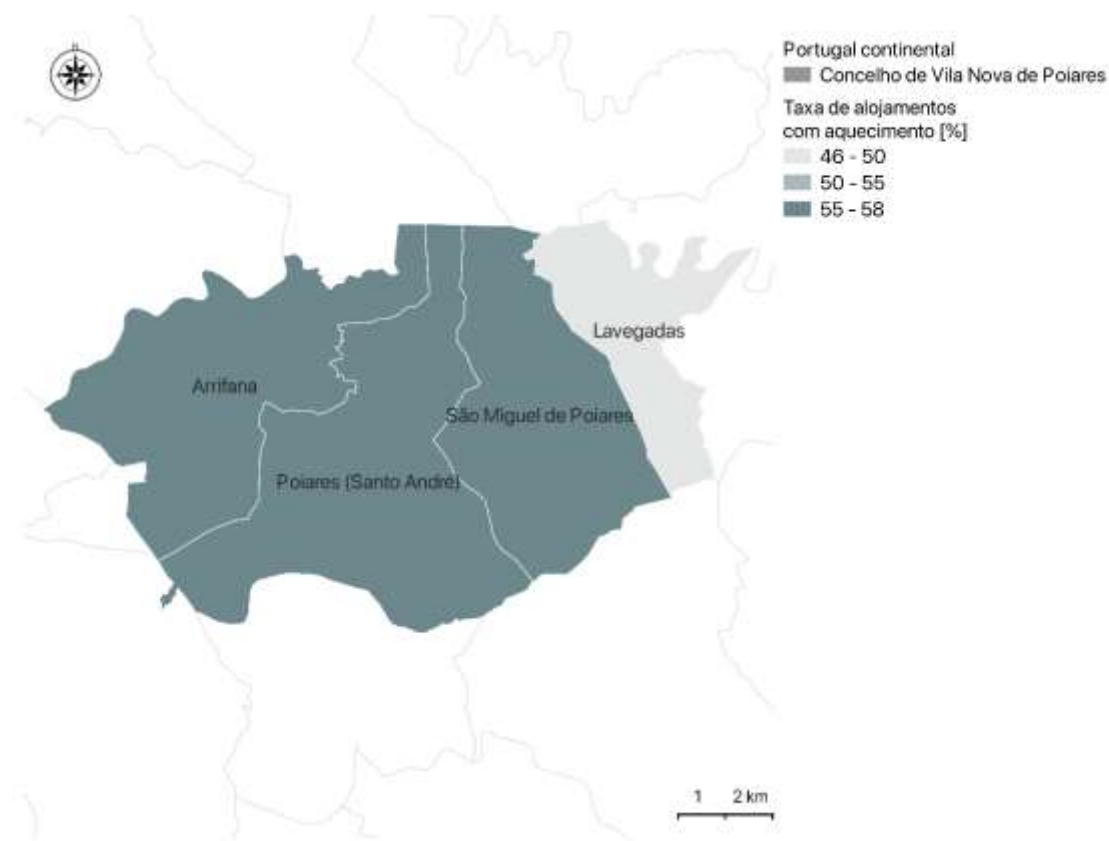 N
Portugal continental
Concelho de Vila Nova de Poiares
Taxa de alojamentos
com aquecimento [%]
46 - 50
50 - 55
55 - 58
Lavegadas
Arrifana
São Miguel de Poiares
Poiares (Santo André)
1 2 km